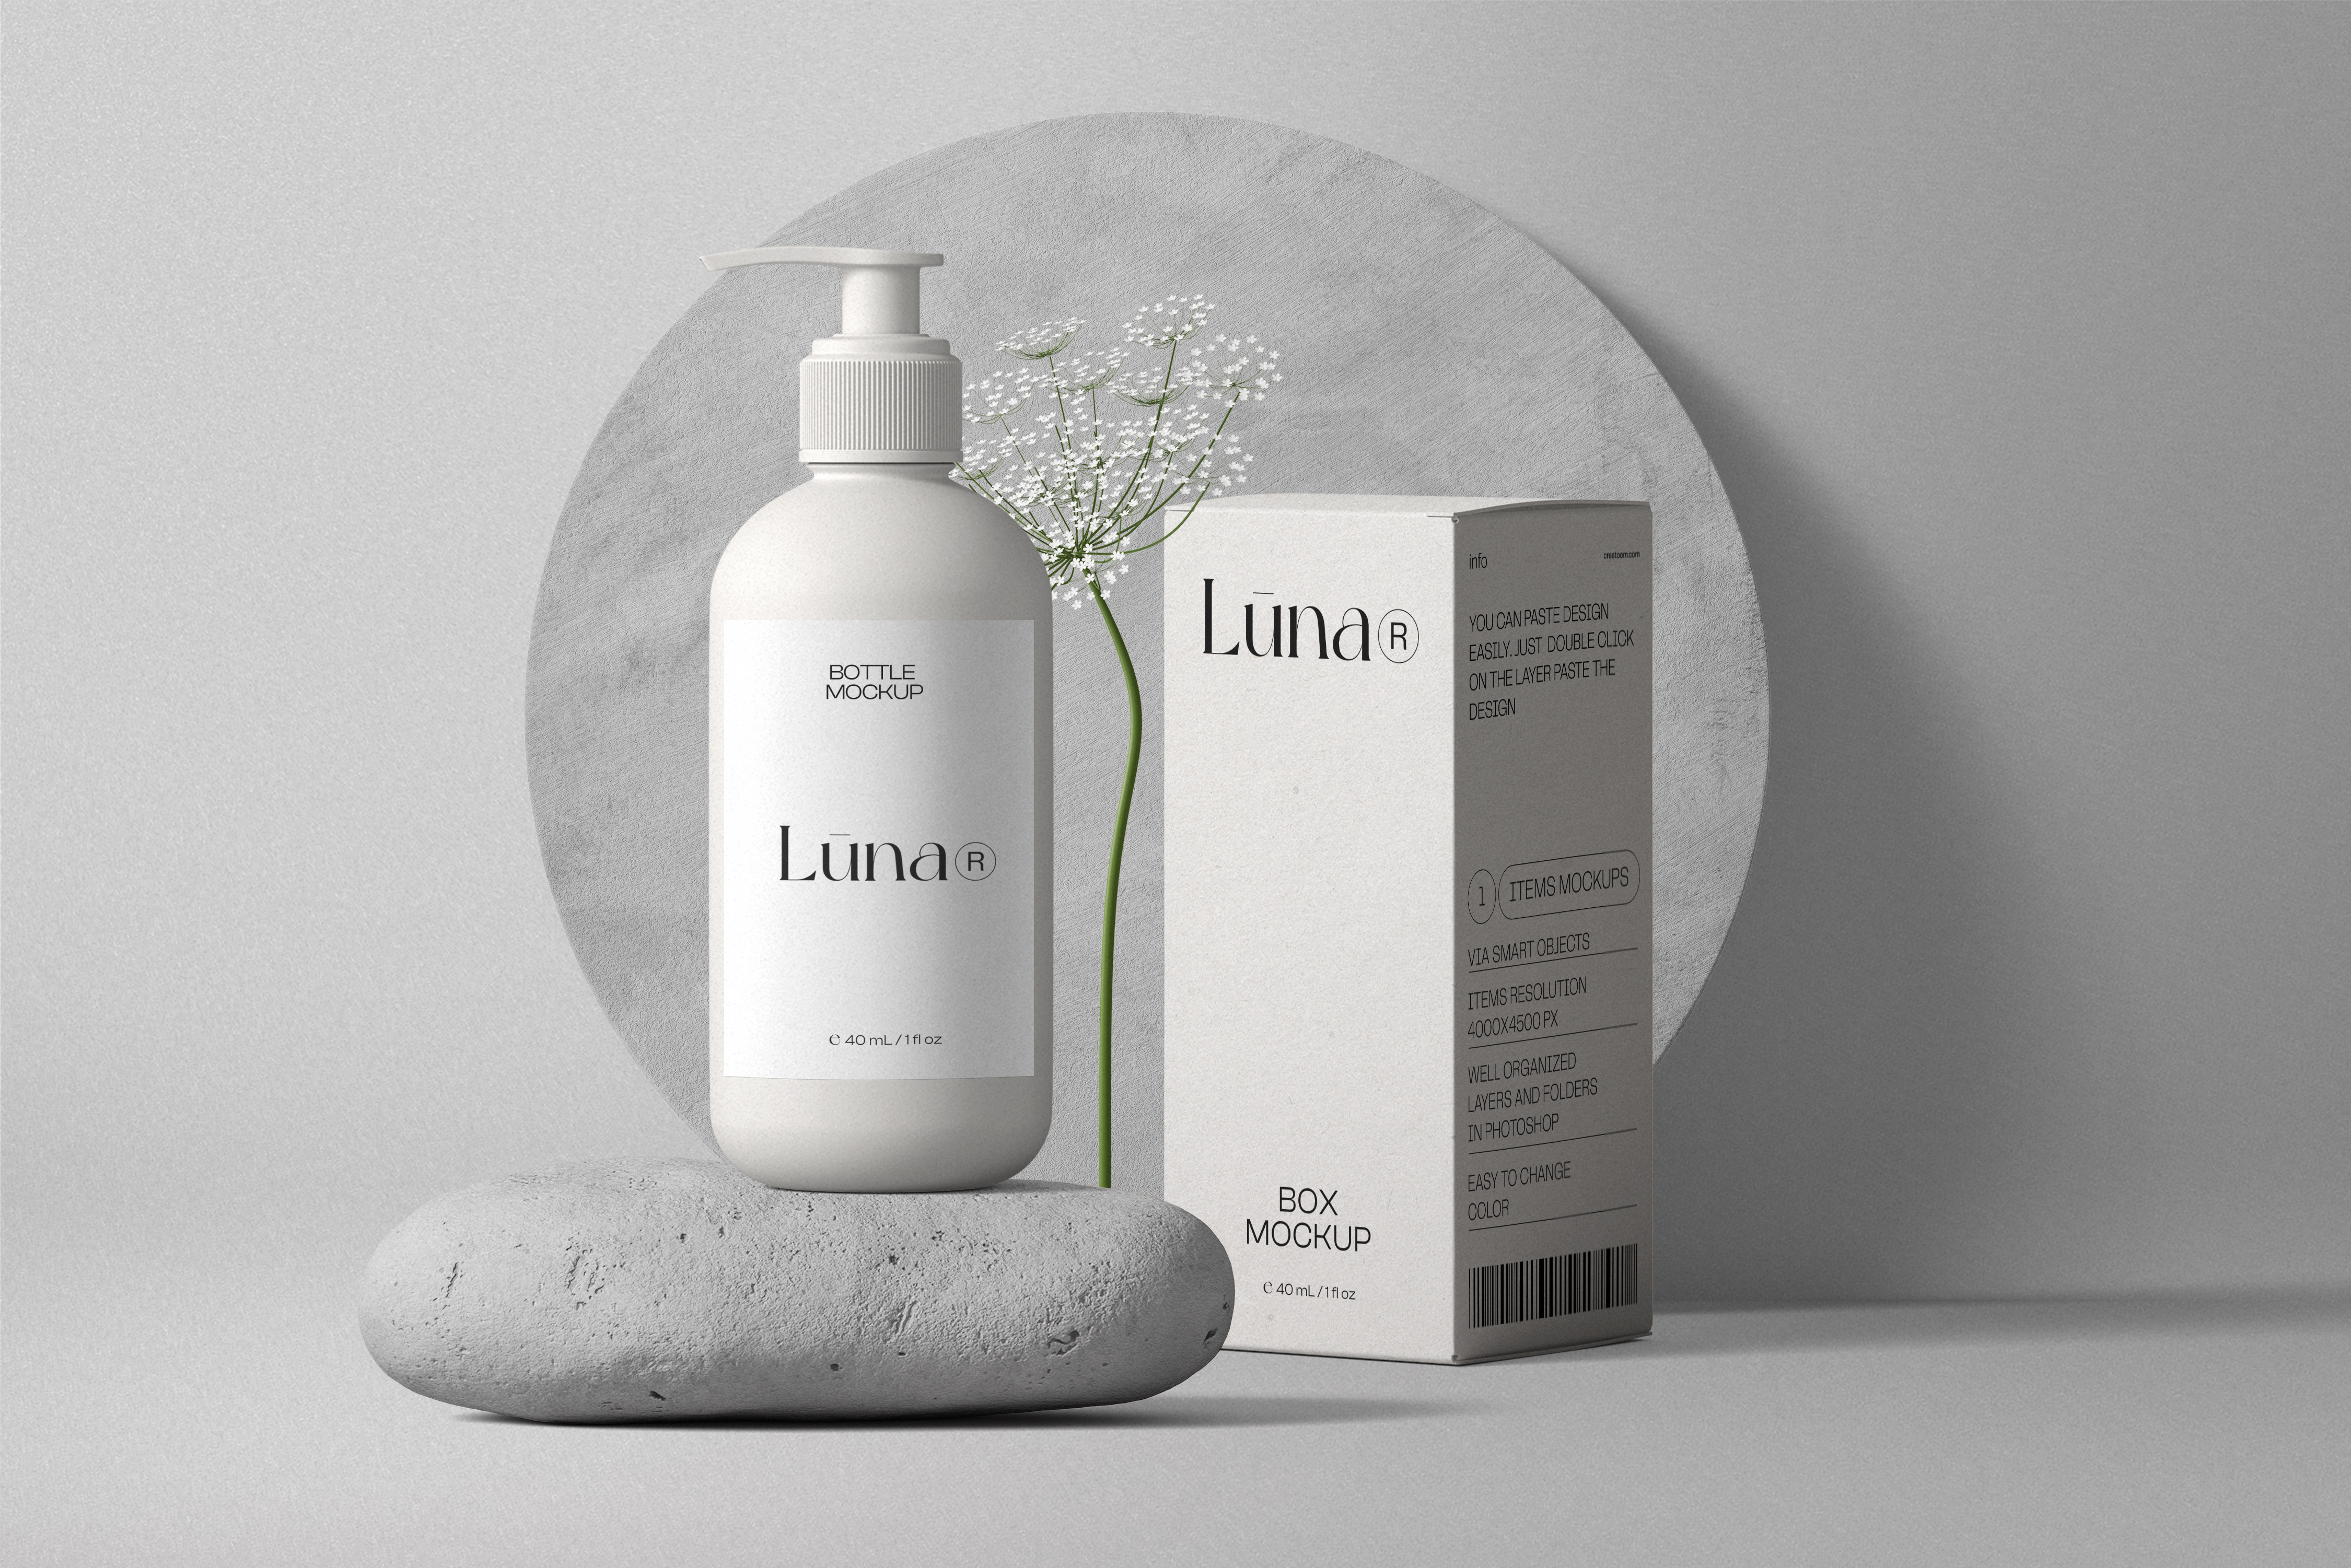 BOTTLE
MOCKUP
Lūna®
℮ 40 mL / 1 fl oz
Lūna®
BOX
MOCKUP
℮ 40 mL / 1 fl oz
info
creatoom.com
YOU CAN PASTE DESIGN
EASILY. JUST DOUBLE CLICK
ON THE LAYER PASTE THE
DESIGN
1 ITEMS MOCKUPS
VIA SMART OBJECTS
ITEMS RESOLUTION
4000X4500 PX
WELL ORGANIZED
LAYERS AND FOLDERS
IN PHOTOSHOP
EASY TO CHANGE
COLOR